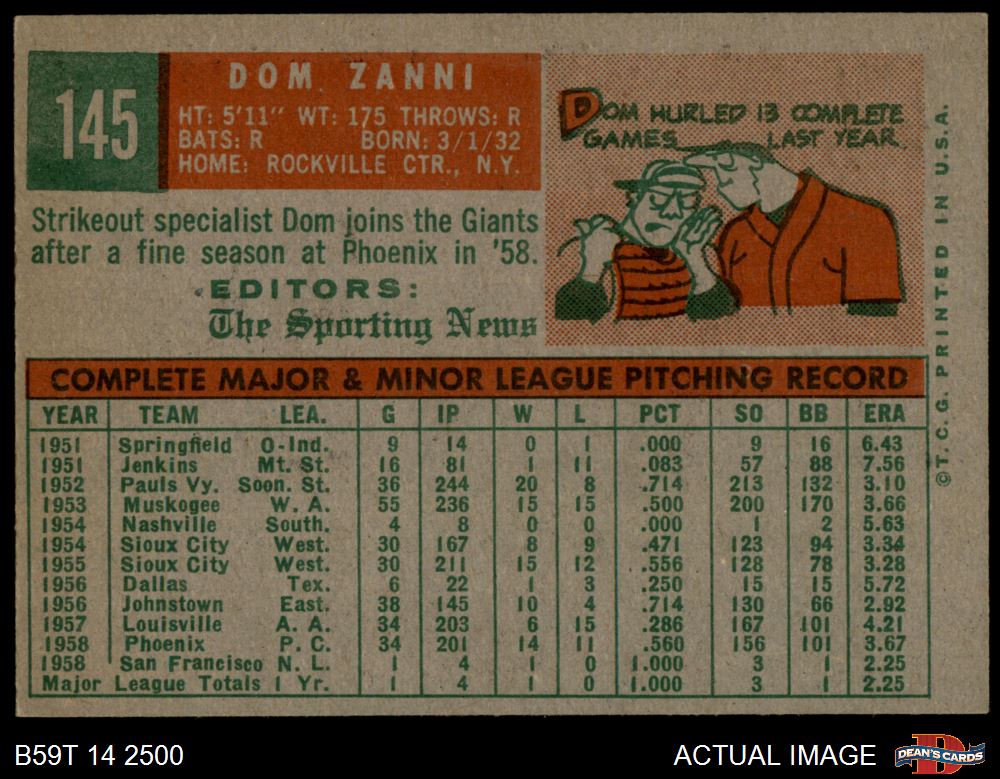 145
DOM ZANNI
HT: 5'11" WT: 175 THROWS: R
BATS: R BORN: 3/1/32
HOME: ROCKVILLE CTR., N.Y.
DOM HURLED 13 COMPLETE
GAMES LAST YEAR.
Strikeout specialist Dom joins the Giants
after a fine season at Phoenix in '58.
EDITORS:
The Sporting News
COMPLETE MAJOR & MINOR LEAGUE PITCHING RECORD
YEAR TEAM LEA. G IP W L PCT SO BB ERA
1951 Springfield O-Ind. 9 14 0 1 .000 9 16 6.43
1951 Jenkins Mt. St. 16 81 1 11 .083 57 88 7.56
1952 Pauls Vy. Soon. St. 36 244 20 8 .714 213 132 3.10
1953 Muskogee W. A. 55 236 15 15 .500 200 170 3.66
1954 Nashville South. 4 8 0 0 .000 1 2 5.63
1954 Sioux City West. 30 167 8 9 .471 123 94 3.34
1955 Sioux City West. 30 211 15 12 .556 128 78 3.28
1956 Dallas Tex. 6 22 1 3 .250 15 15 5.72
1956 Johnstown East. 38 145 10 4 .714 130 66 2.92
1957 Louisville A. A. 34 203 6 15 .286 167 101 4.21
1958 Phoenix P. C. 34 201 14 11 .560 156 101 3.67
1958 San Francisco N. L. 1 4 1 0 1.000 3 1 2.25
Major League Totals 1 Yr. 1 4 1 0 1.000 3 1 2.25
© T. C. G. PRINTED IN U.S.A.
B59T 14 2500
ACTUAL IMAGE
DEAN'S CARDS